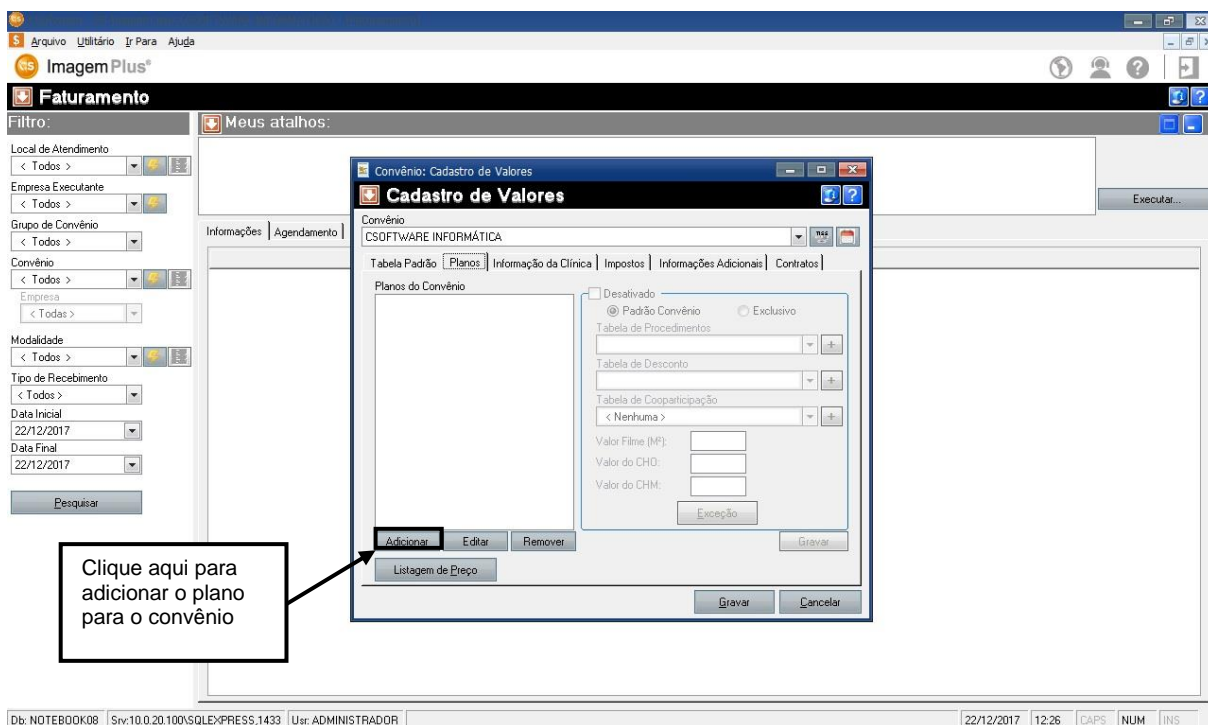 Arquivo Utilitário Ir Para Ajuda
ImagemPlus®
Faturamento
Filtro:
Meus atalhos:
Local de Atendimento
< Todos >
Empresa Executante
< Todos >
Grupo de Convênio
< Todos >
Convênio
< Todos >
Empresa
< Todas >
Modalidade
< Todos >
Tipo de Recebimento
< Todos >
Data Inicial
22/12/2017
Data Final
22/12/2017
Pesquisar
Executar...
Informações Agendamento
Convênio: Cadastro de Valores
Cadastro de Valores
Convênio
CSOFTWARE INFORMÁTICA
Tabela Padrão Planos Informação da Clínica Impostos Informações Adicionais Contratos
Planos do Convênio
Desativado
Padrão Convênio Exclusivo
Tabela de Procedimentos
Tabela de Desconto
Tabela de Cooparticipação
< Nenhuma >
Valor Filme (M²):
Valor do CHO:
Valor do CHM:
Exceção
Adicionar Editar Remover Gravar
Listagem de Preço
Gravar Cancelar
Clique aqui para
adicionar o plano
para o convênio
Db: NOTEBOOK08 Srv:10.0.20.100\SQLEXPRESS,1433 Usr: ADMINISTRADOR 22/12/2017 12:26 CAPS NUM INS